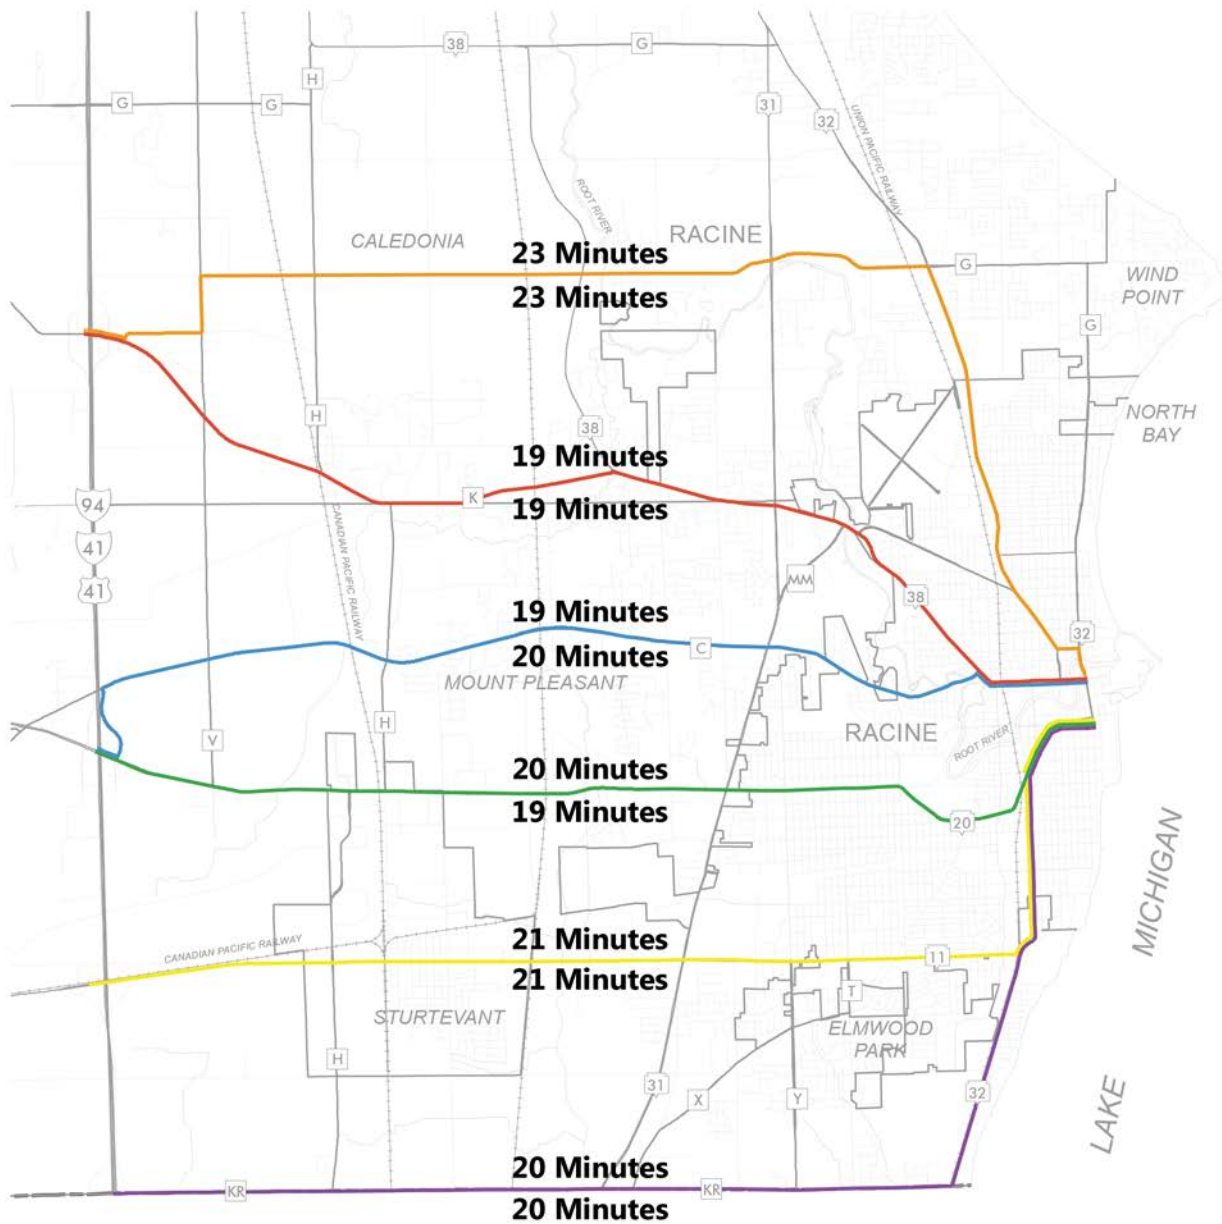 38
G
H
G
G
31
32
UNION PACIFIC RAILWAY
ROOT RIVER
CALEDONIA
RACINE
23 Minutes
G
23 Minutes
WIND
POINT
G
H
38
NORTH
BAY
19 Minutes
K
19 Minutes
94
41
41
CANADIAN PACIFIC RAILWAY
MM
38
19 Minutes
32
20 Minutes
C
MOUNT PLEASANT
H
V
RACINE
ROOT RIVER
20 Minutes
19 Minutes
20
MICHIGAN
CANADIAN PACIFIC RAILWAY
21 Minutes
11
21 Minutes
T
STURTEVANT
ELMWOOD
PARK
H
31
X
Y
32
LAKE
20 Minutes
KR
KR
20 Minutes